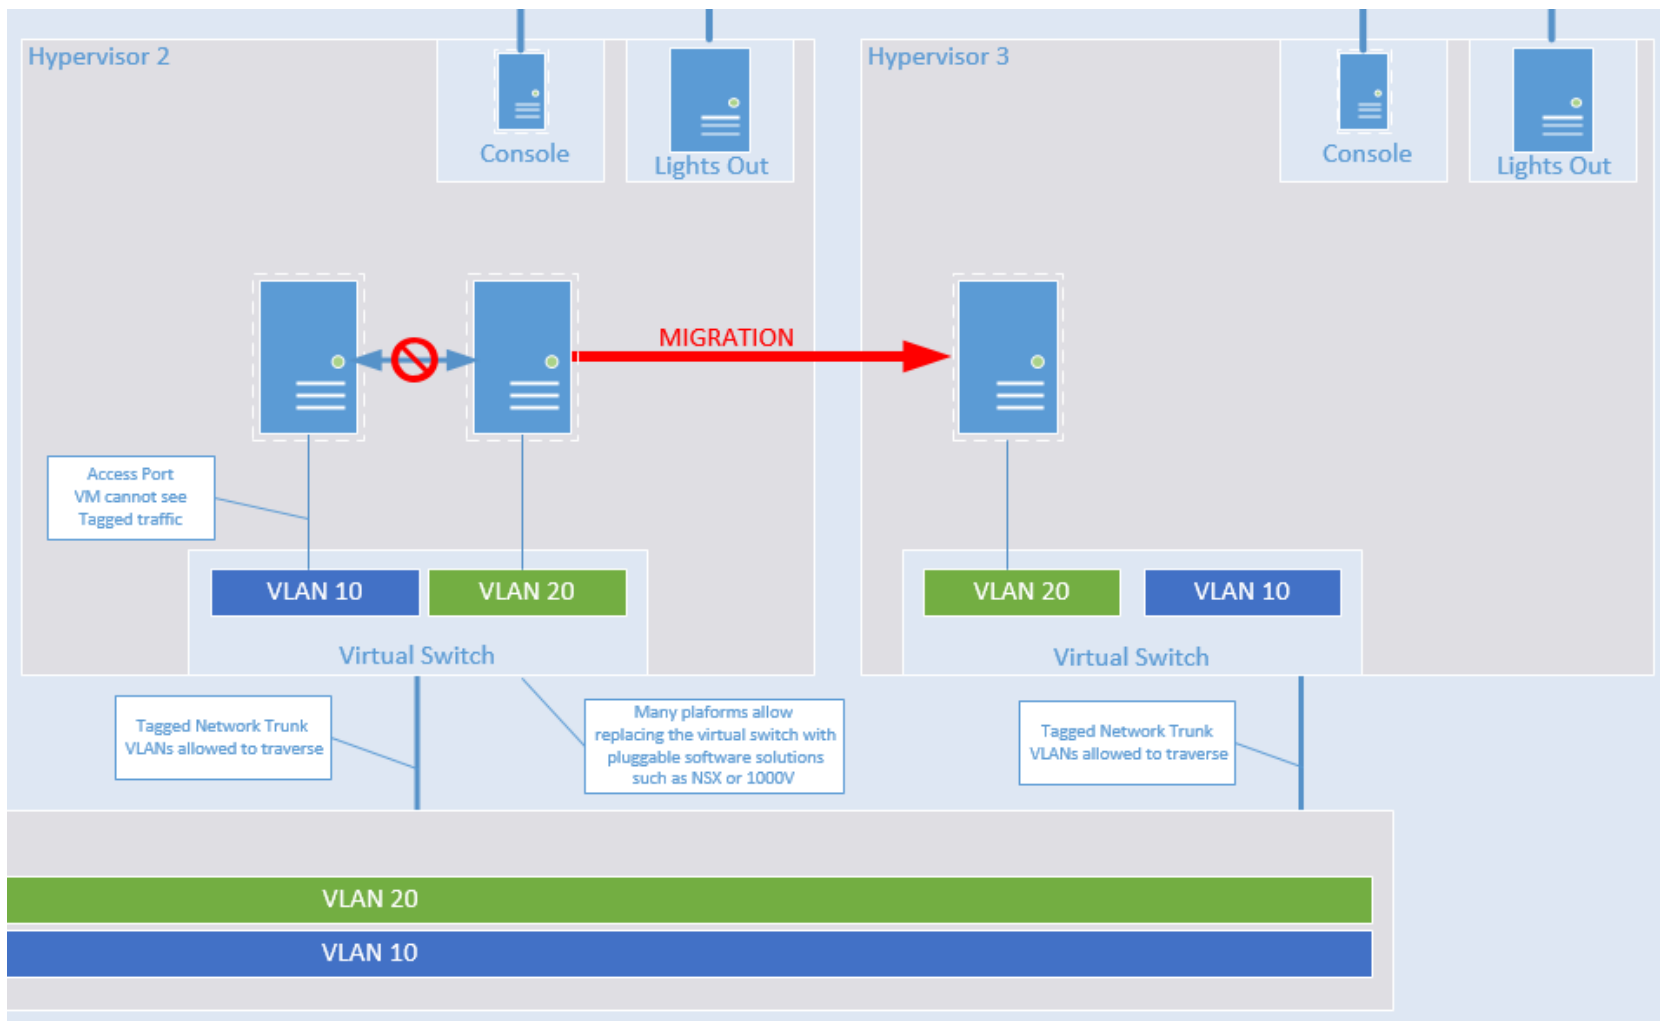 Hypervisor 2
Console
Lights Out
Hypervisor 3
Console
Lights Out
MIGRATION
Access Port
VM cannot see
Tagged traffic
VLAN 10
VLAN 20
Virtual Switch
VLAN 20
VLAN 10
Virtual Switch
Tagged Network Trunk
VLANs allowed to traverse
Many plaforms allow
replacing the virtual switch with
pluggable software solutions
such as NSX or 1000V
Tagged Network Trunk
VLANs allowed to traverse
VLAN 20
VLAN 10